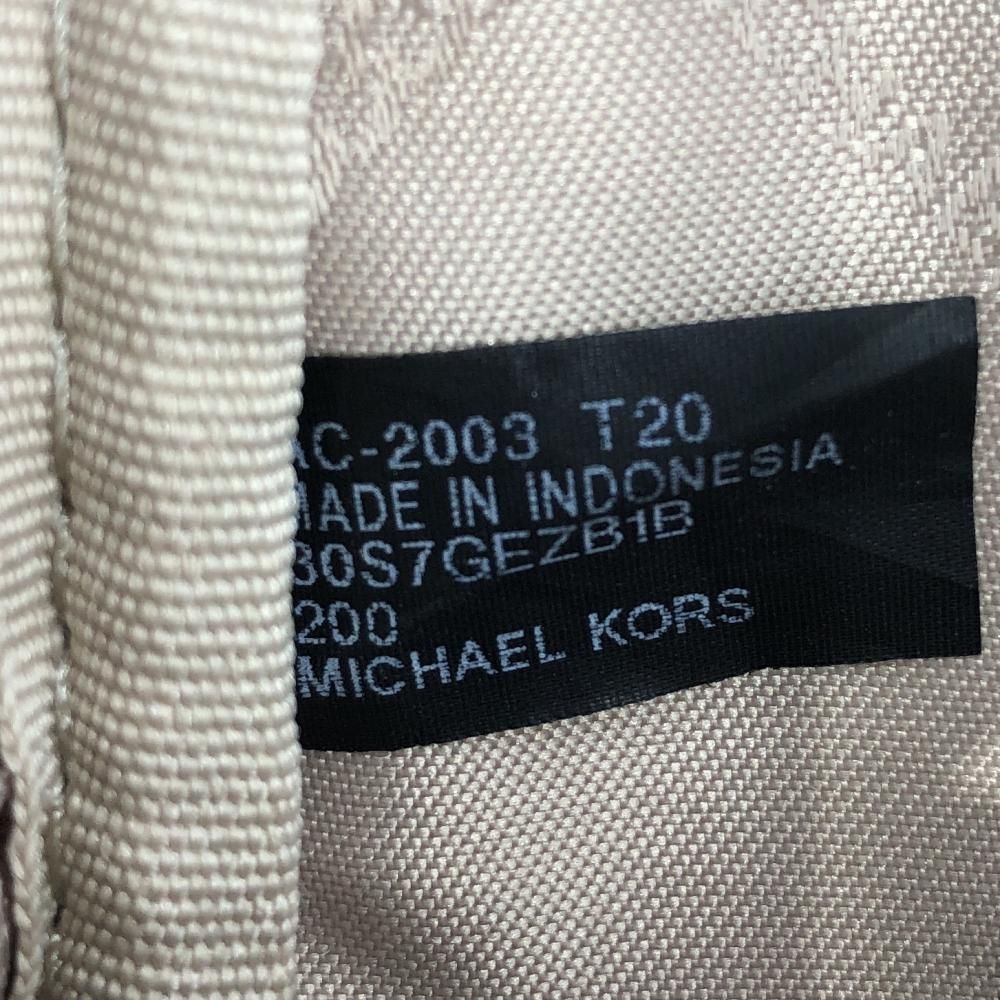 AC-2003 T20
MADE IN INDONESIA
30S7GEZB1B
200
MICHAEL KORS